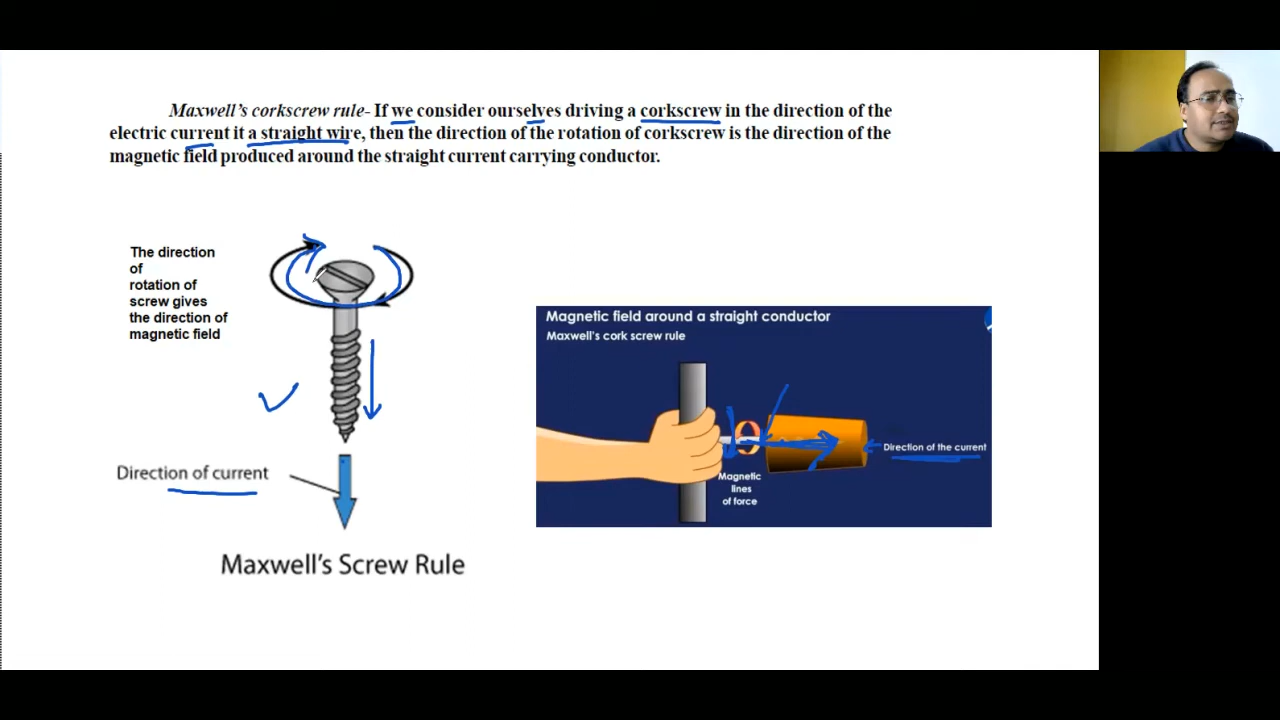 Maxwell's corkscrew rule- If we consider ourselves driving a corkscrew in the direction of the
electric current it a straight wire, then the direction of the rotation of corkscrew is the direction of the
magnetic field produced around the straight current carrying conductor.
The direction
of
rotation of
screw gives
the direction of
magnetic field
Direction of current
Maxwell's Screw Rule
Magnetic field around a straight conductor
Maxwell's cork screw rule
Direction of the current
Magnetic
lines
of force